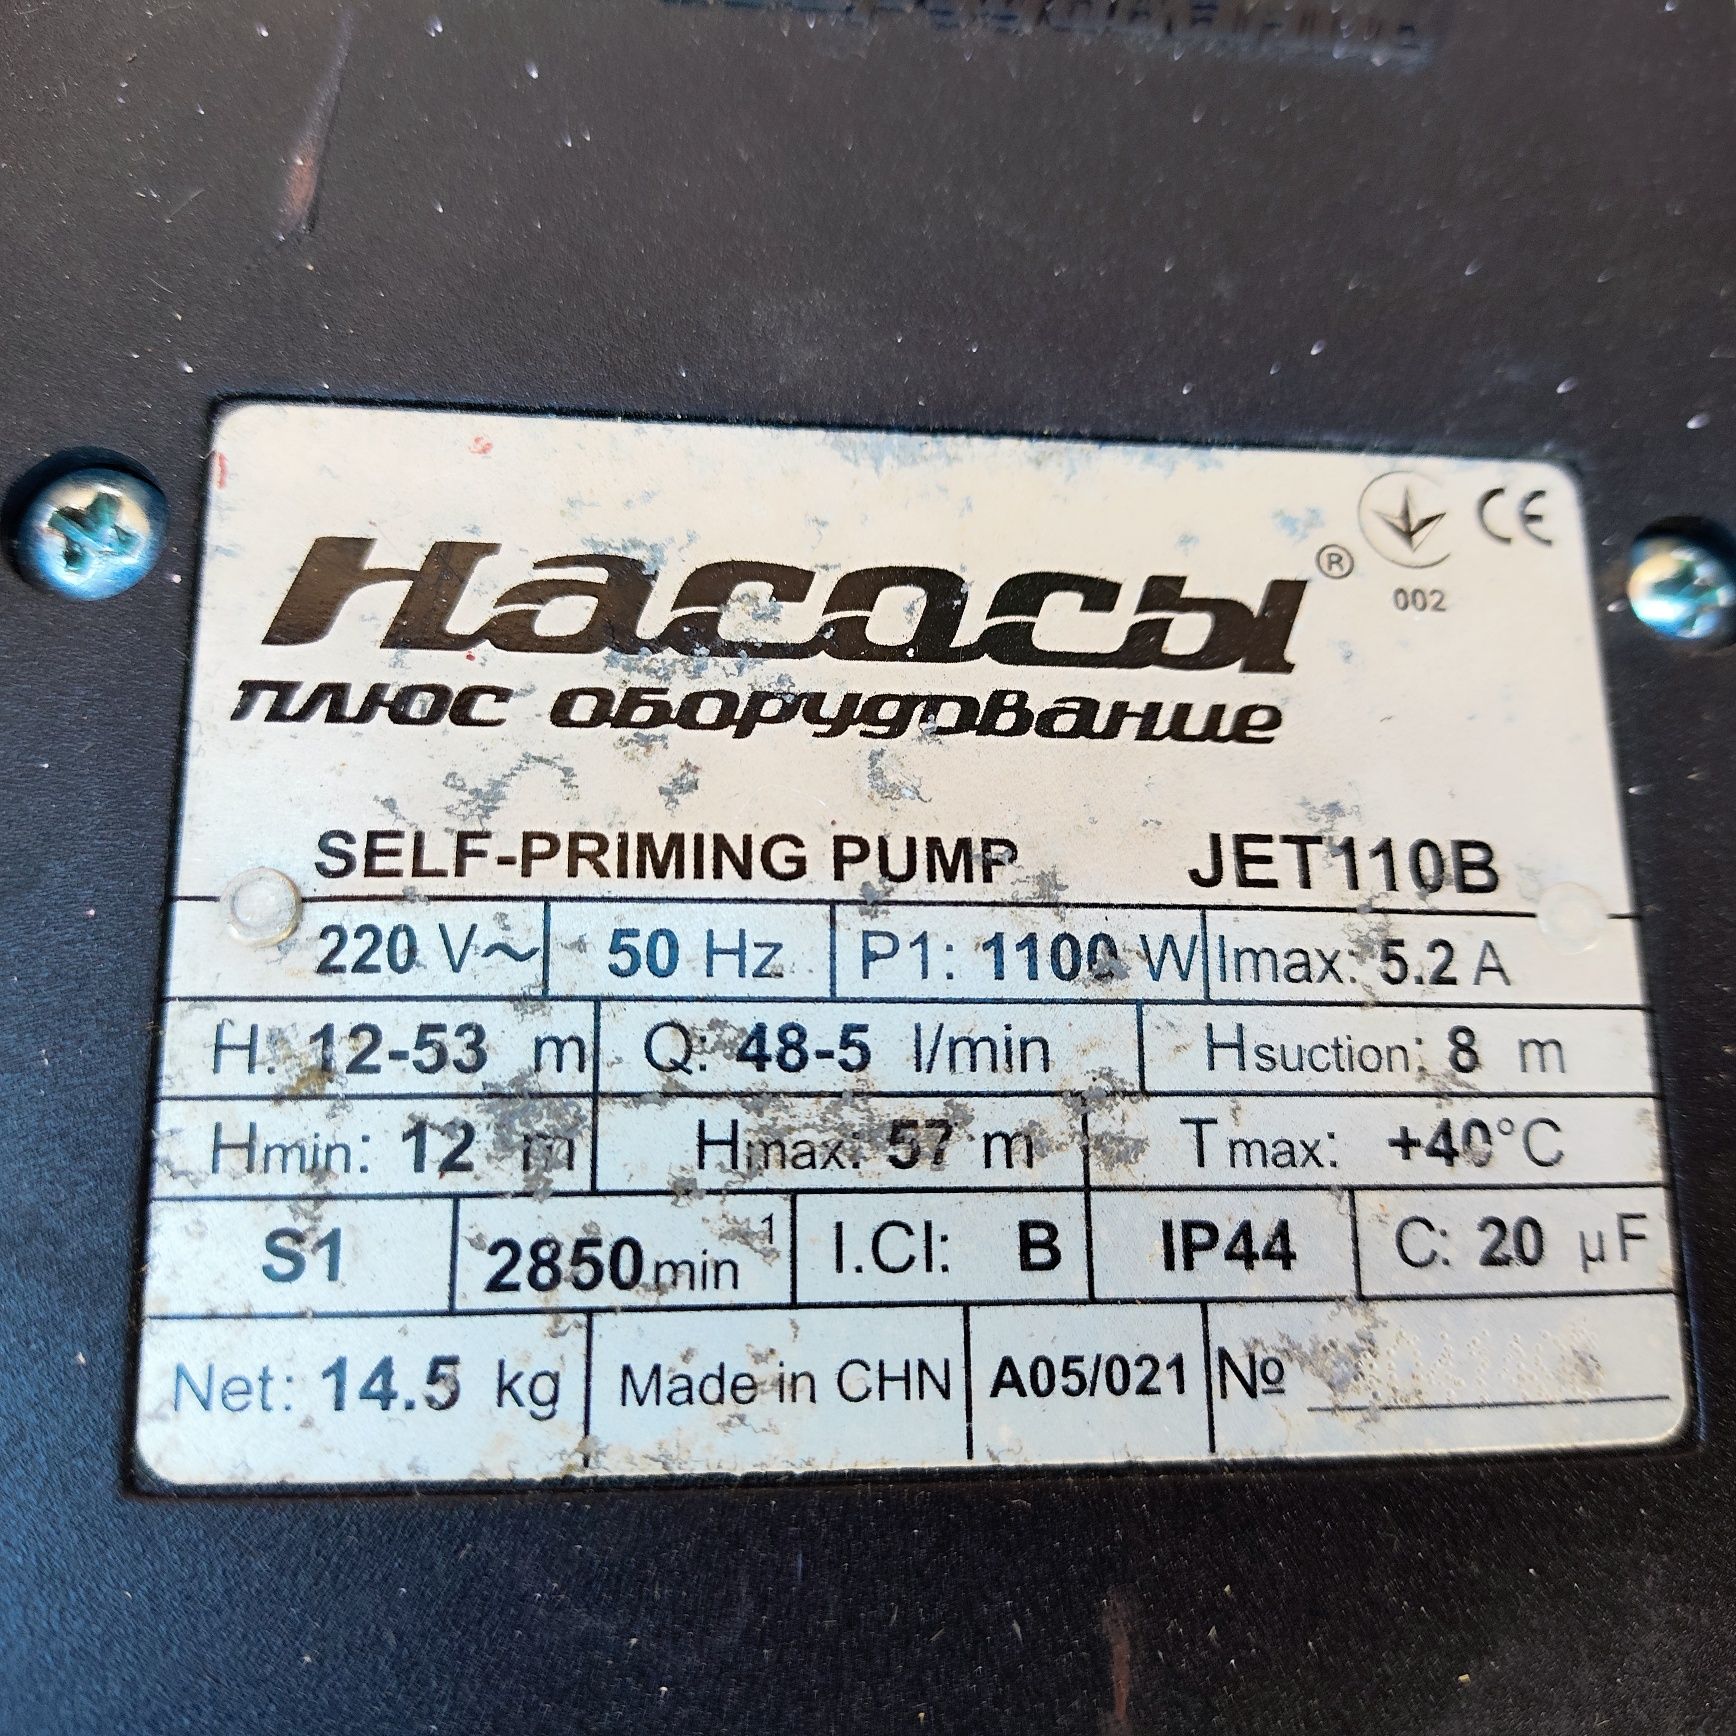 CE
Насосы®
002
плюс оборудование
SELF-PRIMING PUMP JET110B
220 V~ 50 Hz P1: 1100 W Imax: 5.2 A
H: 12-53 m Q: 48-5 l/min Hsuction: 8 m
Hmin: 12 m Hmax: 57 m Tmax: +40°C
S1 2850min⁻¹ I.Cl: B IP44 C: 20 µF
Net: 14.5 kg Made in CHN A05/021 №